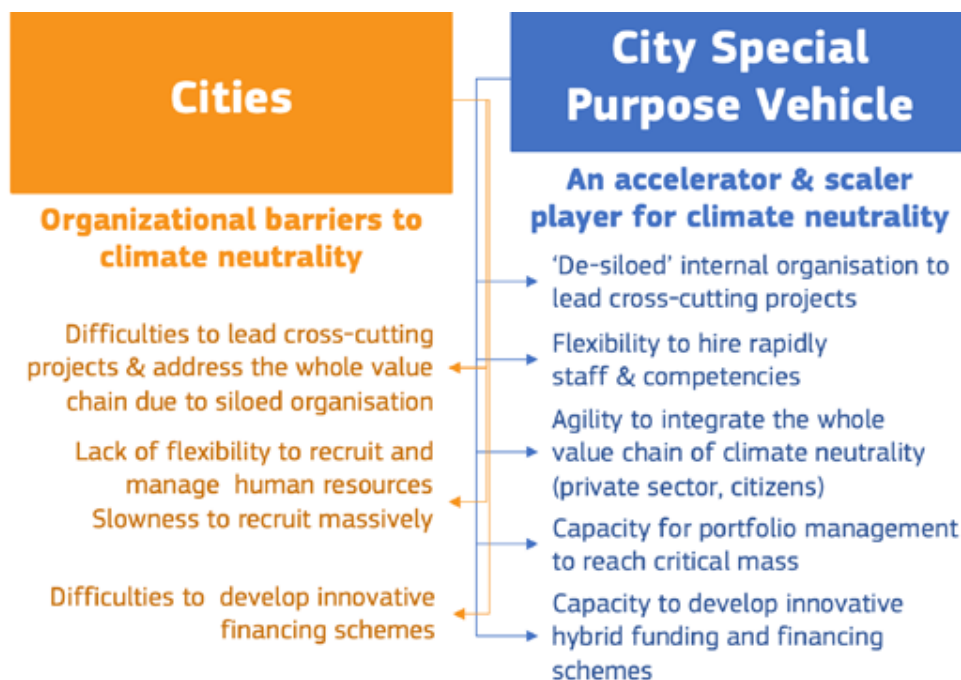 Cities
Organizational barriers to
climate neutrality
Difficulties to lead cross-cutting
projects & address the whole value
chain due to siloed organisation
Lack of flexibility to recruit and
manage human resources
Slowness to recruit massively
Difficulties to develop innovative
financing schemes
City Special
Purpose Vehicle
An accelerator & scaler
player for climate neutrality
‘De-siloed’ internal organisation to
lead cross-cutting projects
Flexibility to hire rapidly
staff & competencies
Agility to integrate the whole
value chain of climate neutrality
(private sector, citizens)
Capacity for portfolio management
to reach critical mass
Capacity to develop innovative
hybrid funding and financing
schemes